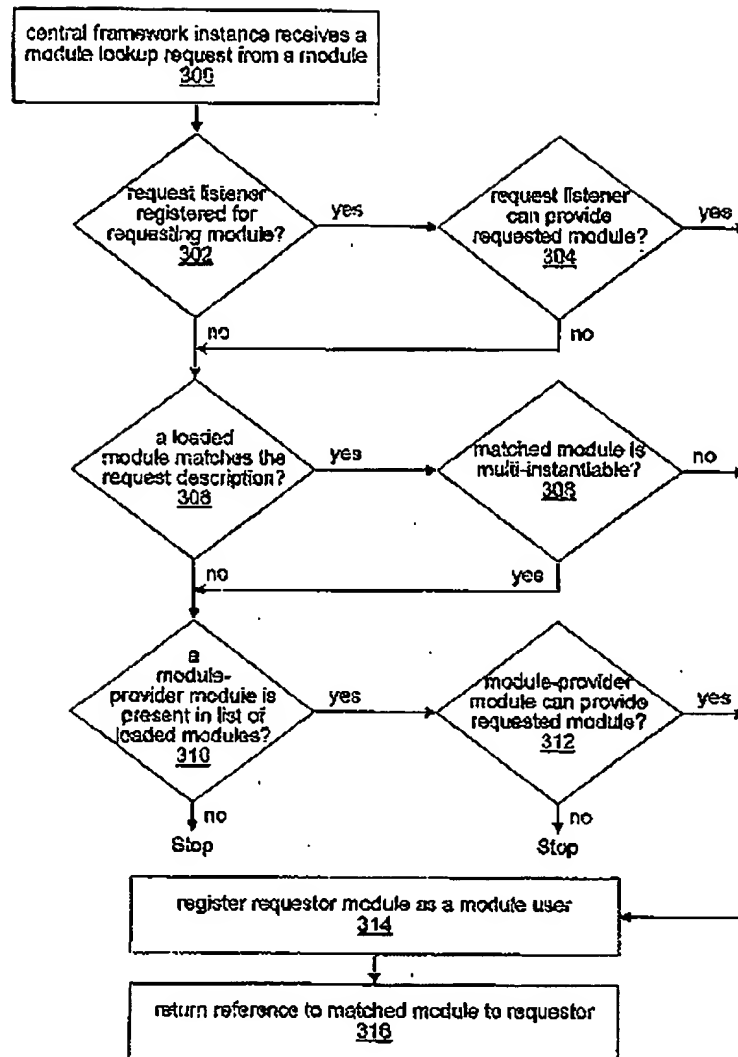 central framework instance receives a
module lookup request from a module
300
request listener
registered for
requesting module?
302
yes
request listener
can provide
requested module?
304
yes
no
no
a loaded
module matches the
request description?
306
yes
matched module is
multi-instantiable?
308
no
no
yes
a
module-
provider module is
present in list of
loaded modules?
310
yes
module-provider
module can provide
requested module?
312
yes
no
Stop
no
Stop
register requestor module as a module user
314
return reference to matched module to requestor
316